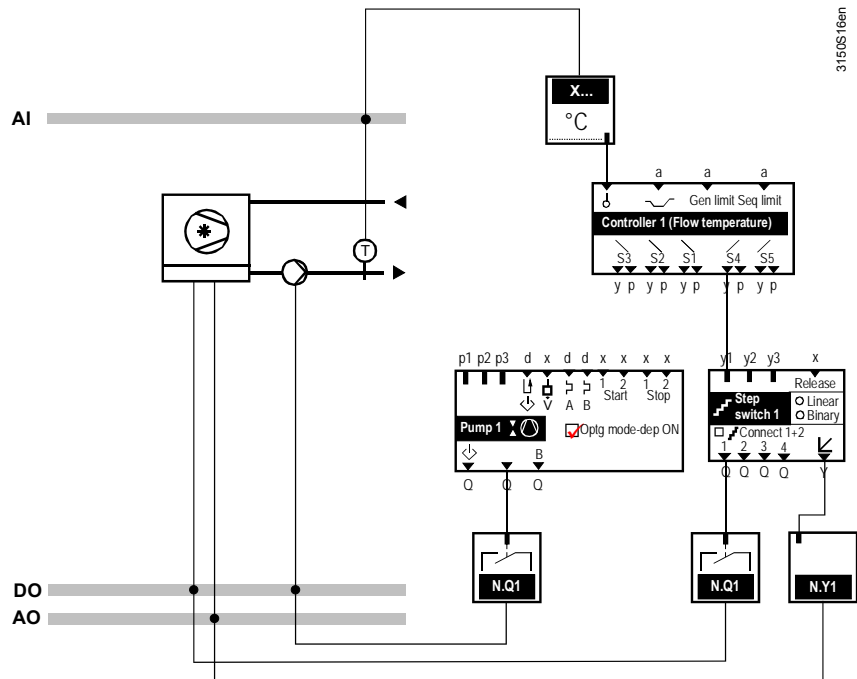 3150S16en
X...
°C
AI
a a a
Gen limit Seq limit
Controller 1 (Flow temperature)
T
S3 S2 S1 S4 S5
y p y p y p y p y p
p1 p2 p3 d x d d x x x x
y1 y2 y3 x
1 2 1 2
Start Stop
V A B
Release
Step
switch 1
Linear
Binary
Pump 1
Optg mode-dep ON
Connect 1+2
B
1 2 3 4
Q Q Q
Q Q Q Q Y
N.Q1
N.Q1
N.Y1
DO
AO